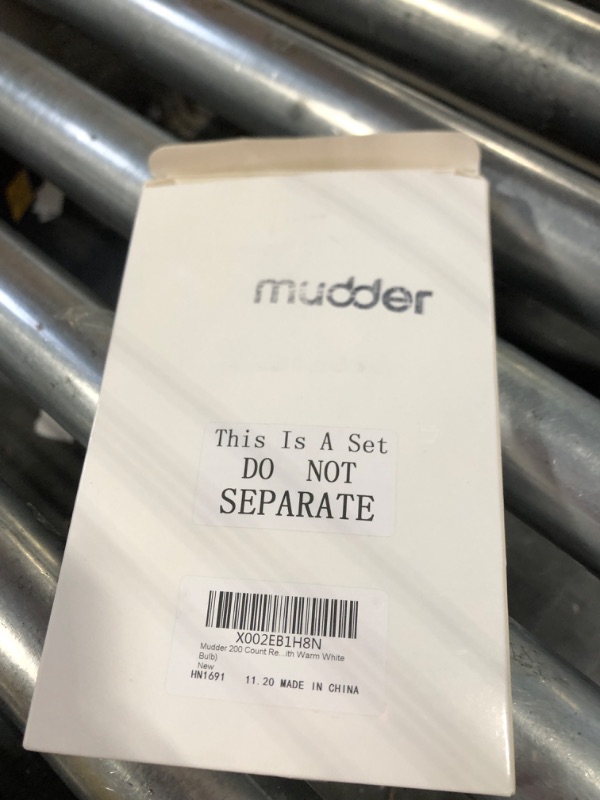 mudder
This Is A Set
DO NOT
SEPARATE
X002EB1H8N
Mudder 200 Count Re...ith Warm White
Bulb)
New
HN1691 11.20 MADE IN CHINA